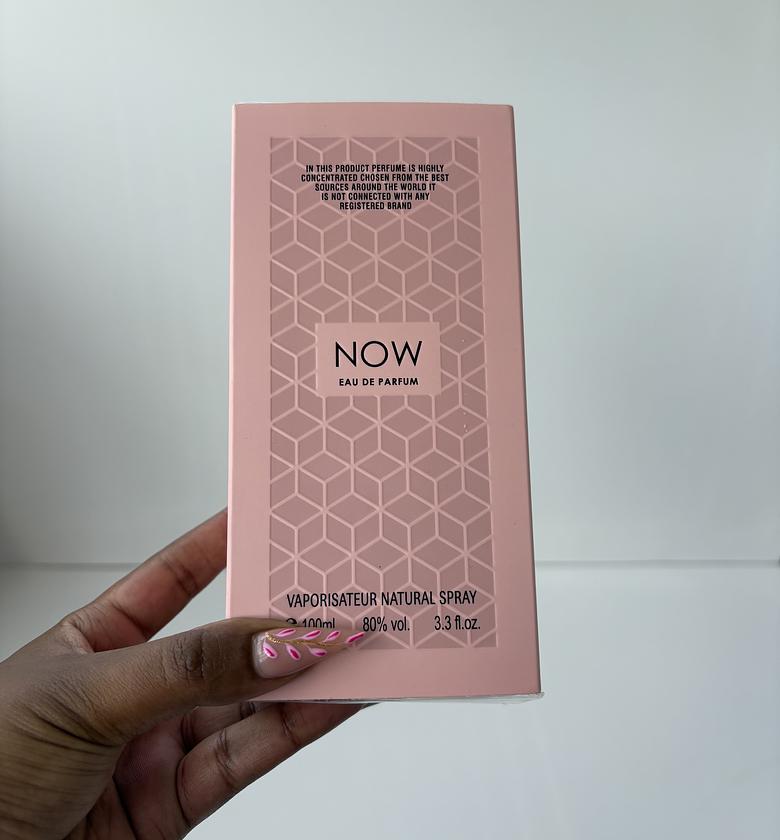 IN THIS PRODUCT PERFUME IS HIGHLY
CONCENTRATED CHOSEN FROM THE BEST
SOURCES AROUND THE WORLD IT
IS NOT CONNECTED WITH ANY
REGISTERED BRAND
NOW
EAU DE PARFUM
VAPORISATEUR NATURAL SPRAY
100ml 80% vol. 3.3 fl.oz.